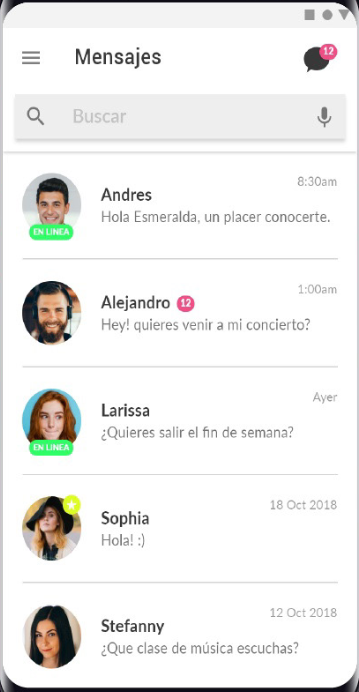 Mensajes
12
Buscar
8:30am
Andres
Hola Esmeralda, un placer conocerte.
EN LINEA
1:00am
Alejandro 12
Hey! quieres venir a mi concierto?
Ayer
Larissa
¿Quieres salir el fin de semana?
EN LINEA
18 Oct 2018
Sophia
Hola! :)
12 Oct 2018
Stefanny
¿Que clase de música escuchas?